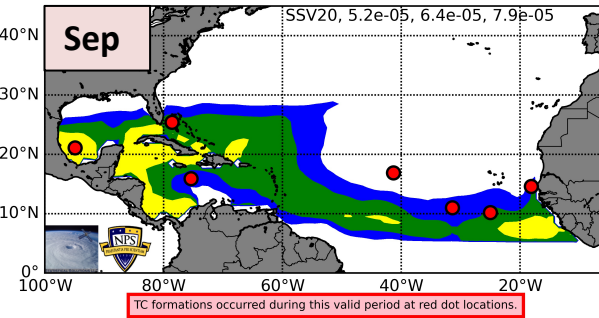 SSV20, 5.2e-05, 6.4e-05, 7.9e-05
Sep
40°N
30°N
20°N
10°N
0°
NPS
100°W 80°W 60°W 40°W 20°W
TC formations occurred during this valid period at red dot locations.